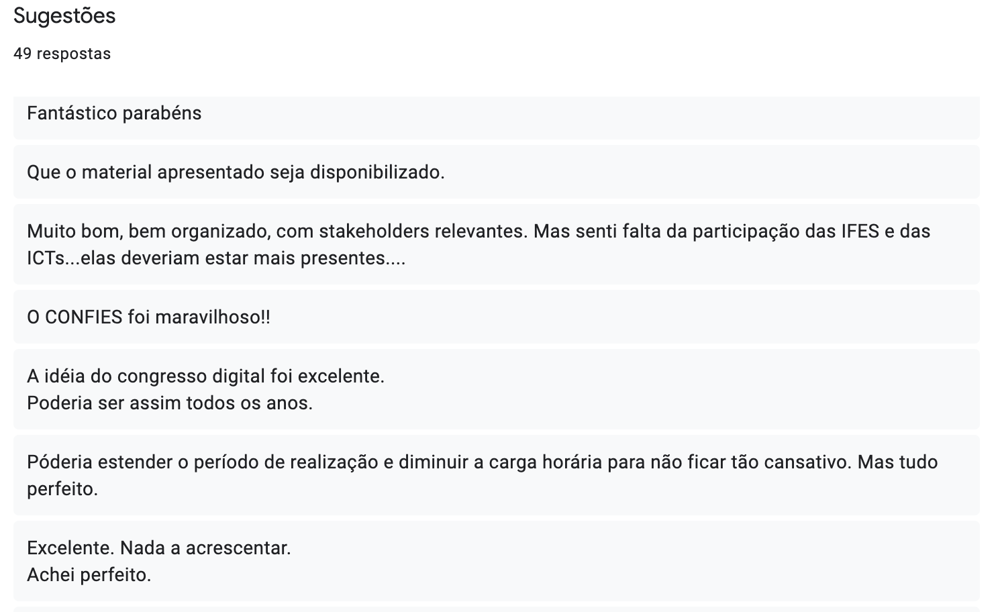 Sugestões
49 respostas
Fantástico parabéns
Que o material apresentado seja disponibilizado.
Muito bom, bem organizado, com stakeholders relevantes. Mas senti falta da participação das IFES e das
ICTs...elas deveriam estar mais presentes....
O CONFIES foi maravilhoso!!
A idéia do congresso digital foi excelente.
Poderia ser assim todos os anos.
Póderia estender o período de realização e diminuir a carga horária para não ficar tão cansativo. Mas tudo
perfeito.
Excelente. Nada a acrescentar.
Achei perfeito.